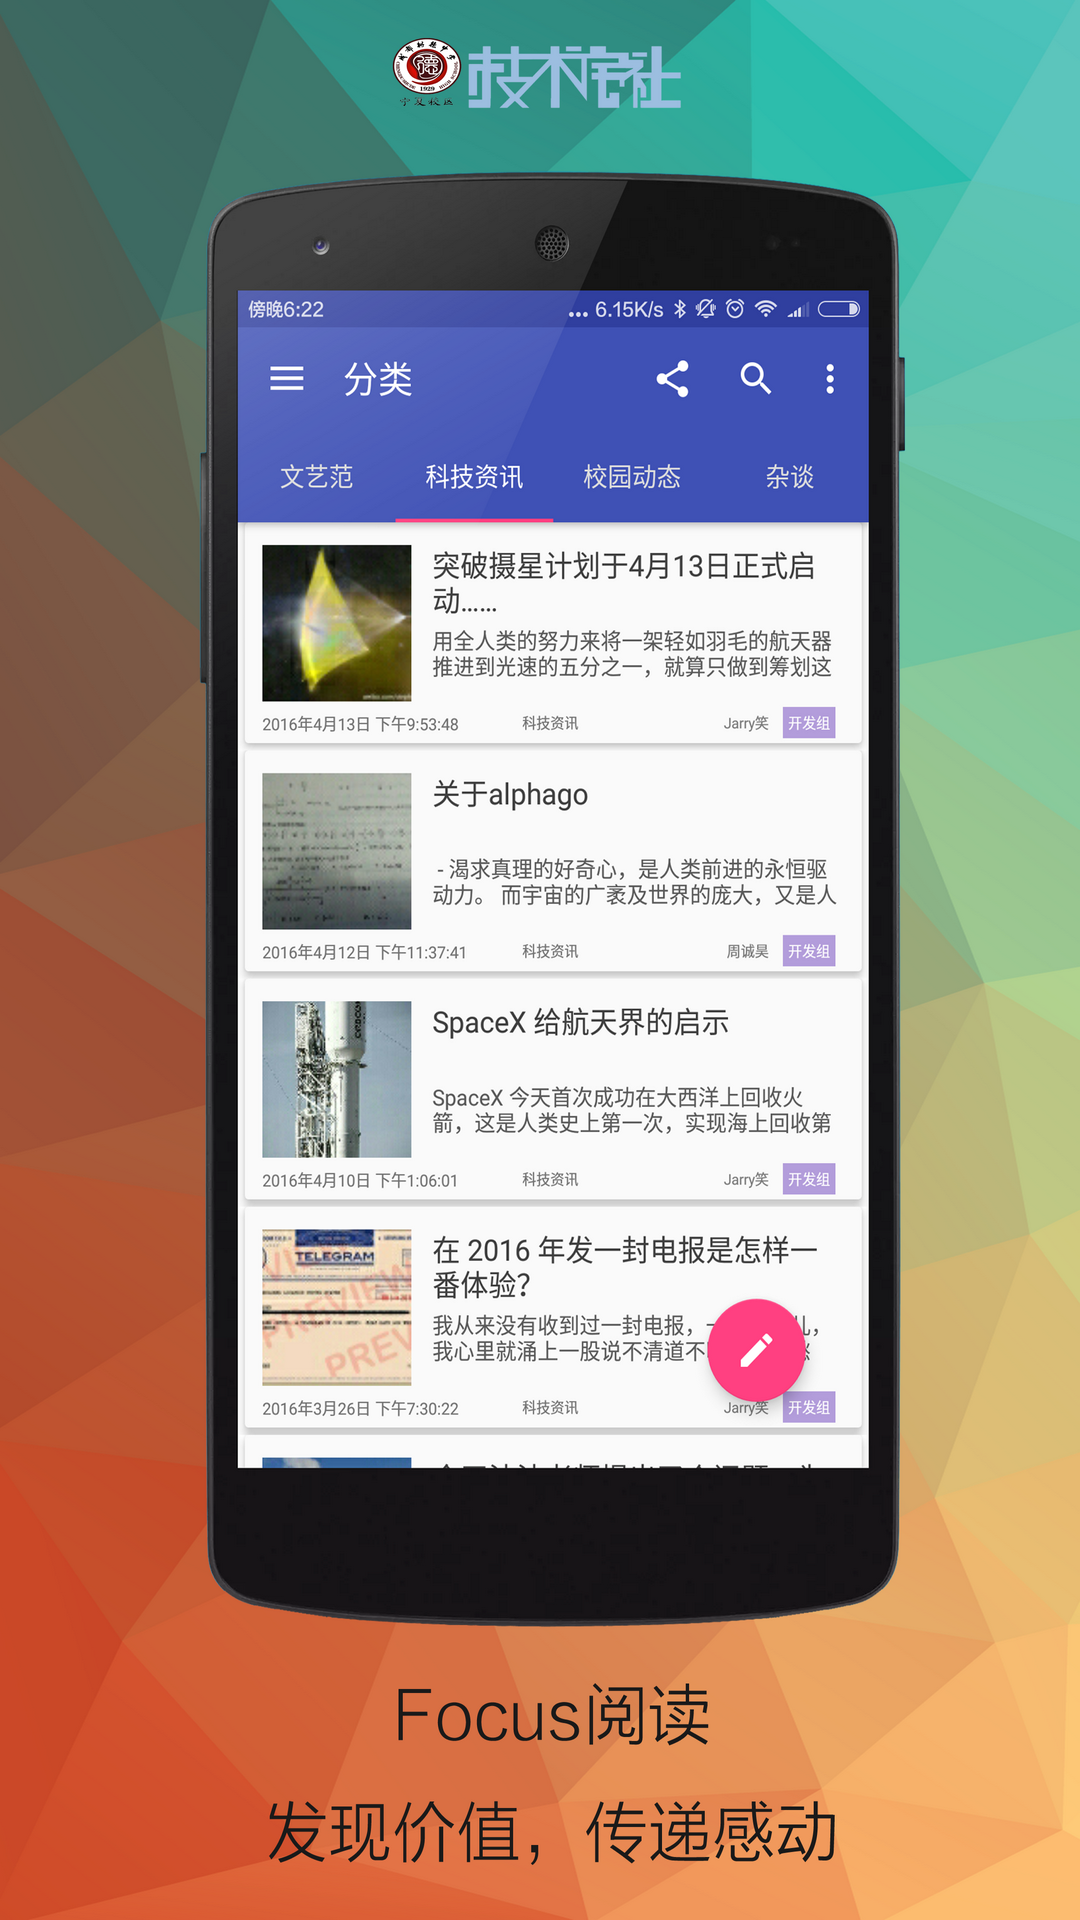 技术宅社
1929
傍晚6:22
... 6.15K/s
分类
文艺范 科技资讯 校园动态 杂谈
突破摄星计划于4月13日正式启
动……
用全人类的努力来将一架轻如羽毛的航天器
推进到光速的五分之一，就算只做到筹划这
2016年4月13日 下午9:53:48 科技资讯 Jarry笑 开发组
关于alphago
- 渴求真理的好奇心，是人类前进的永恒驱
动力。 而宇宙的广袤及世界的庞大，又是人
2016年4月12日 下午11:37:41 科技资讯 周诚昊 开发组
SpaceX 给航天界的启示
SpaceX 今天首次成功在大西洋上回收火
箭，这是人类史上第一次，实现海上回收第
2016年4月10日 下午1:06:01 科技资讯 Jarry笑 开发组
TELEGRAM
PREVIEW
PREV
在 2016 年发一封电报是怎样一
番体验？
我从来没有收到过一封电报，
我心里就涌上一股说不清道不
2016年3月26日 下午7:30:22 科技资讯 Jarry笑 开发组
Focus阅读
发现价值，传递感动